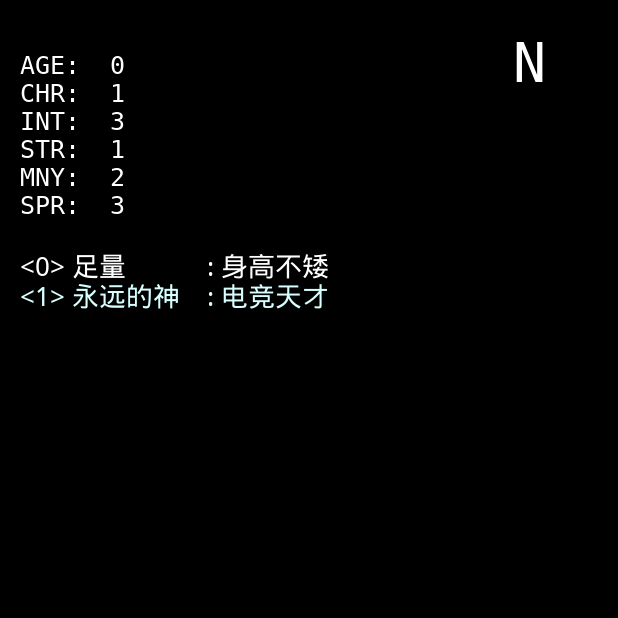 N
AGE: 0
CHR: 1
INT: 3
STR: 1
MNY: 2
SPR: 3
<0> 足量 : 身高不矮
<1> 永远的神 : 电竞天才